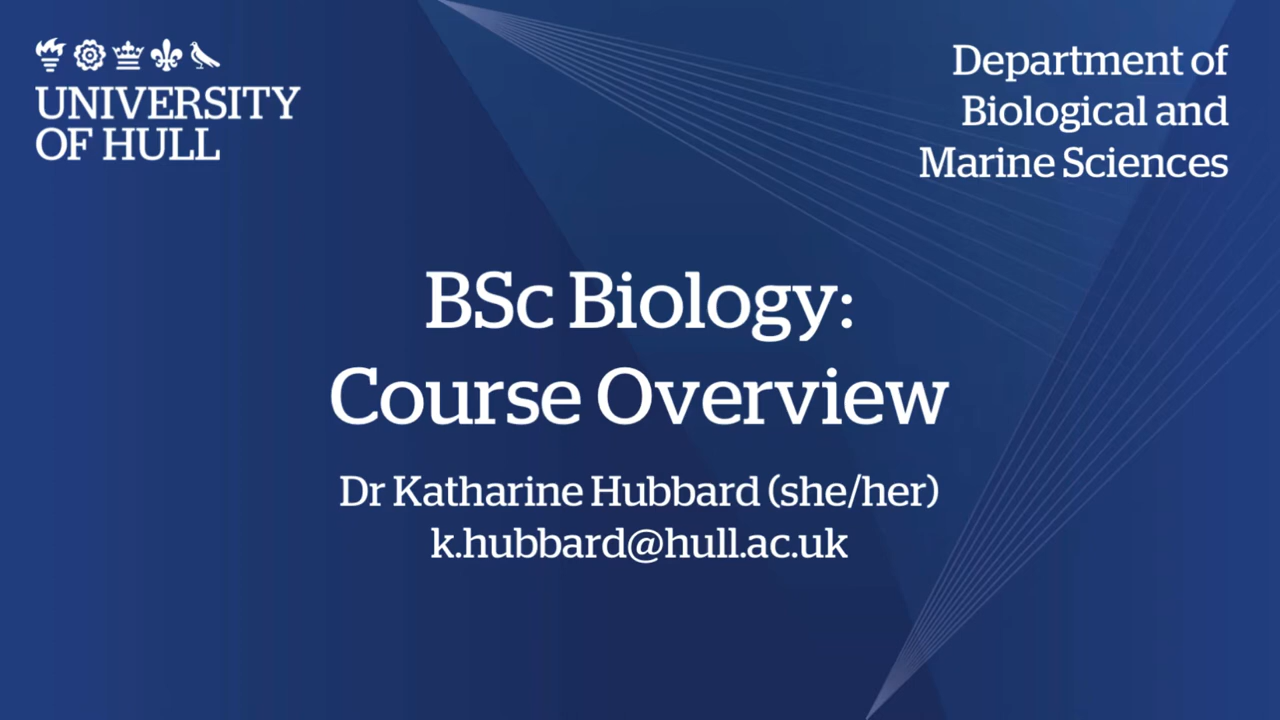 UNIVERSITY
OF HULL
Department of
Biological and
Marine Sciences
BSc Biology:
Course Overview
Dr Katharine Hubbard (she/her)
k.hubbard@hull.ac.uk